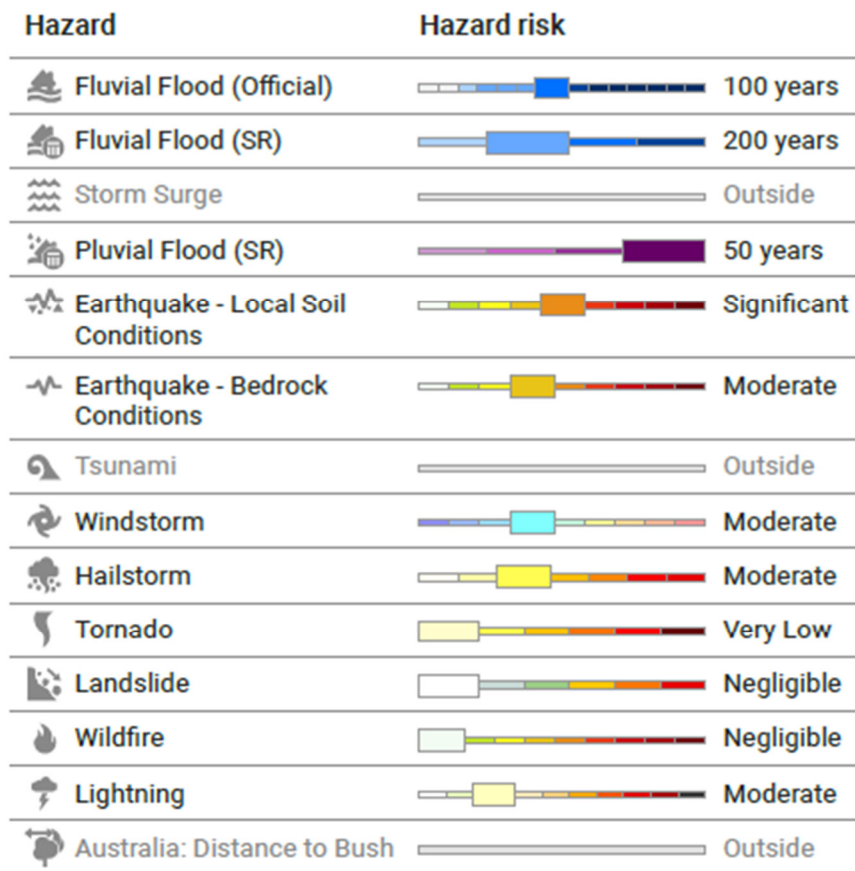 Hazard Hazard risk
Fluvial Flood (Official) 100 years
Fluvial Flood (SR) 200 years
Storm Surge Outside
Pluvial Flood (SR) 50 years
Earthquake - Local Soil Significant
Conditions
Earthquake - Bedrock Moderate
Conditions
Tsunami Outside
Windstorm Moderate
Hailstorm Moderate
Tornado Very Low
Landslide Negligible
Wildfire Negligible
Lightning Moderate
Australia: Distance to Bush Outside